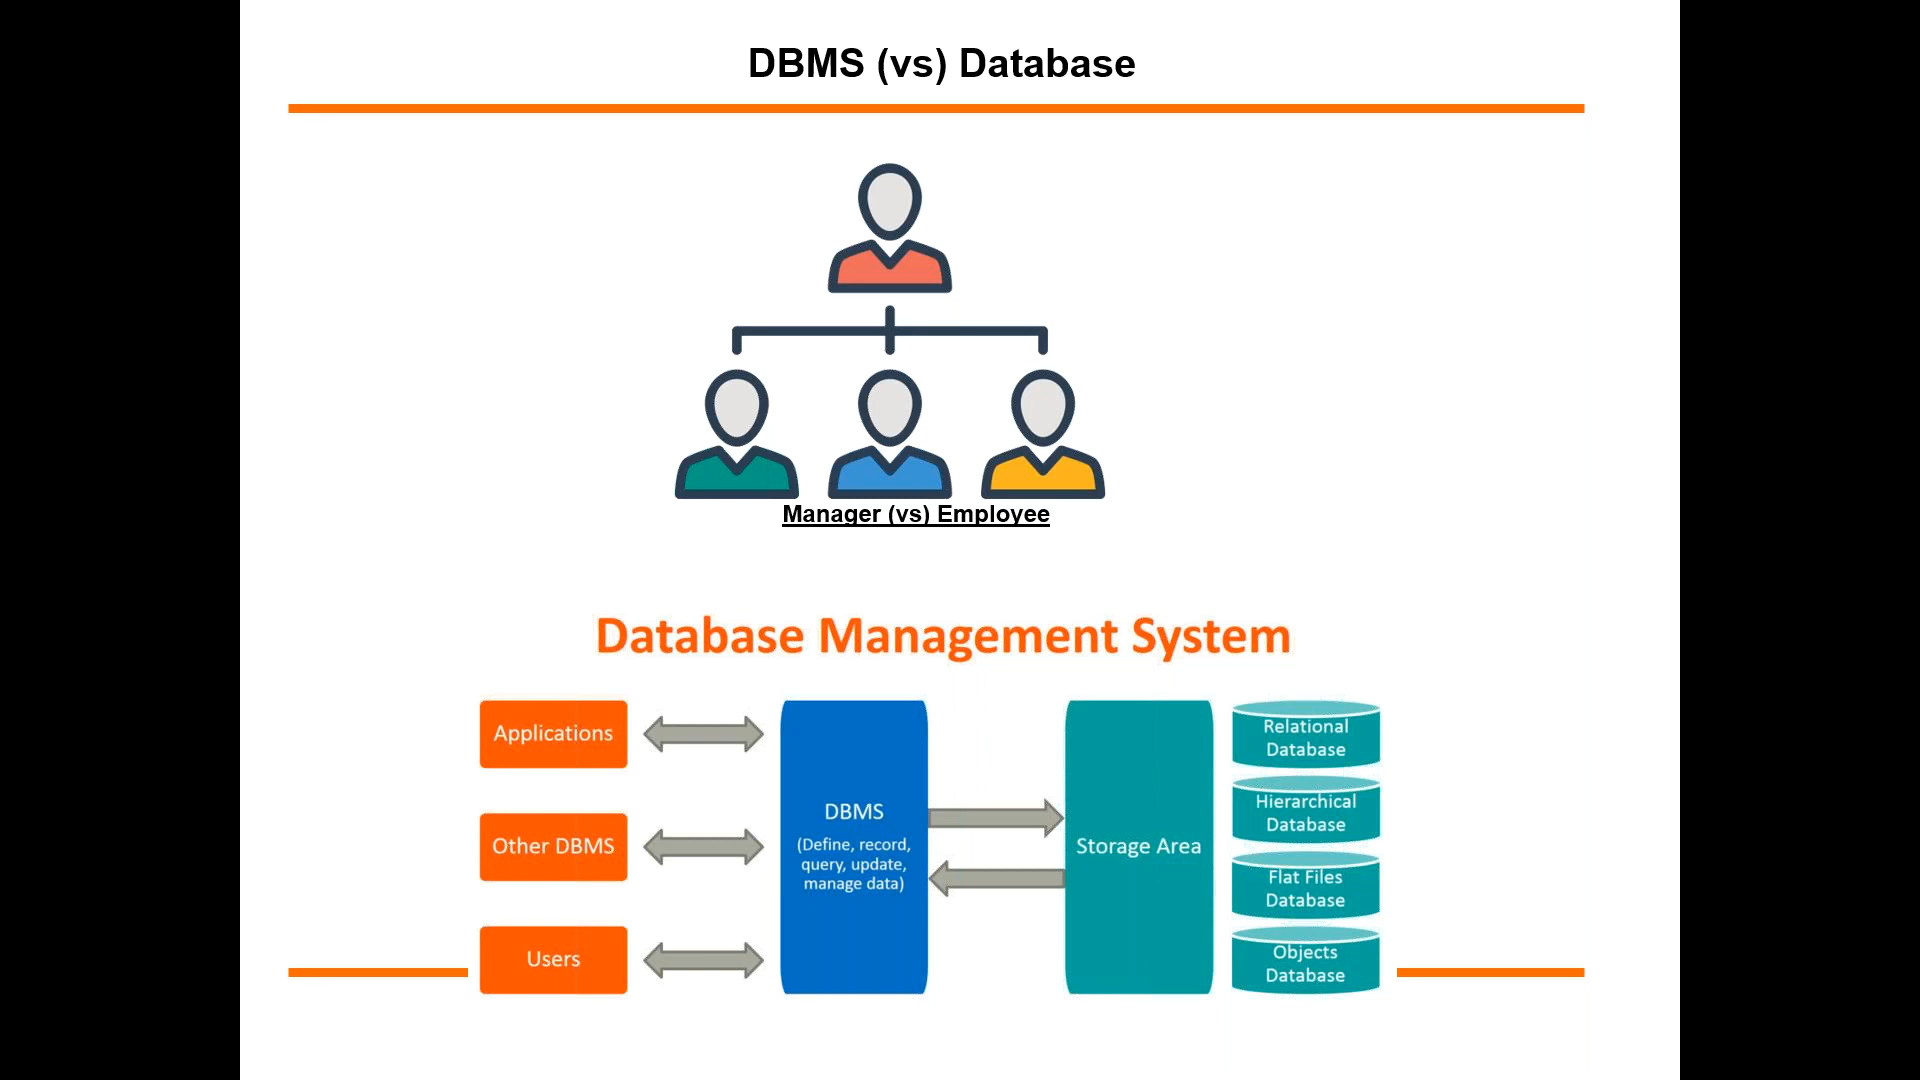 DBMS (vs) Database
Manager (vs) Employee
Database Management System
Applications
Other DBMS
Users
DBMS
(Define, record,
query, update,
manage data)
Storage Area
Relational
Database
Hierarchical
Database
Flat Files
Database
Objects
Database